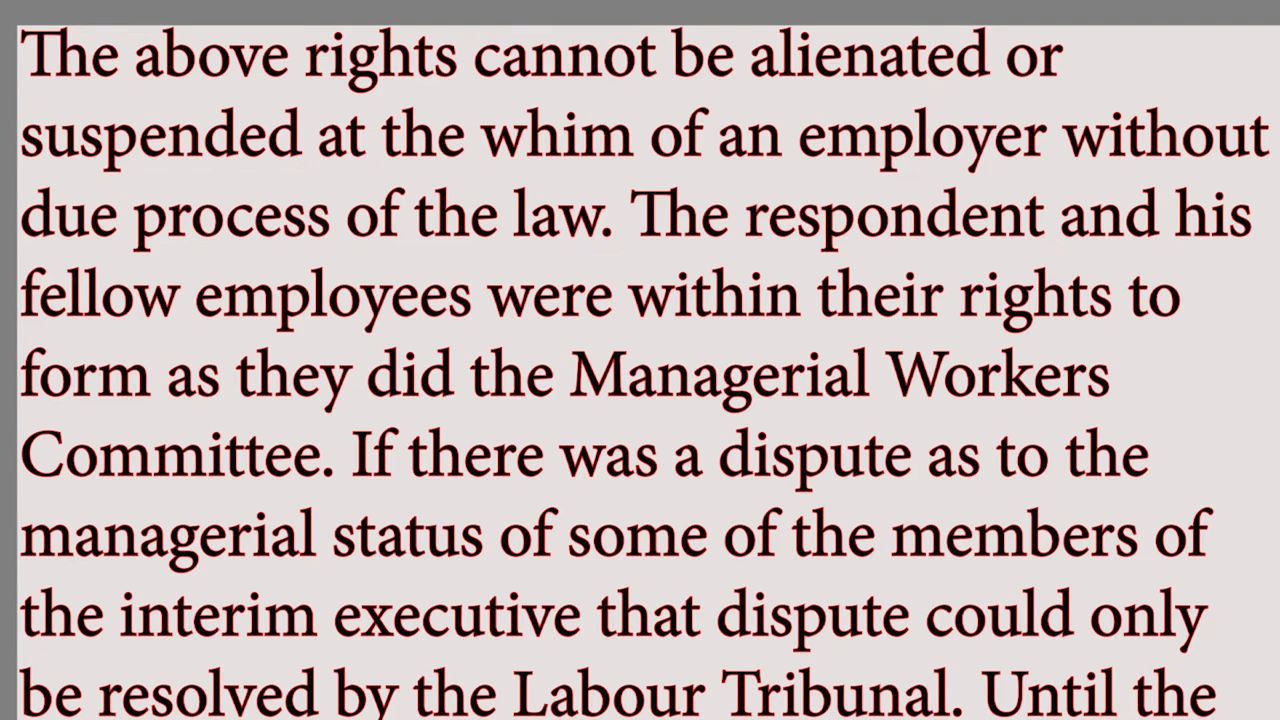 The above rights cannot be alienated or
suspended at the whim of an employer without
due process of the law. The respondent and his
fellow employees were within their rights to
form as they did the Managerial Workers
Committee. If there was a dispute as to the
managerial status of some of the members of
the interim executive that dispute could only
be resolved by the Labour Tribunal. Until the